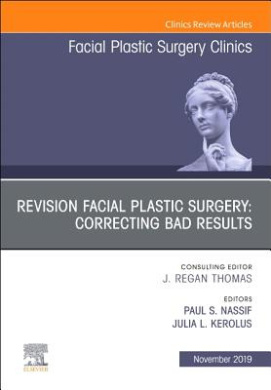 Clinics Review Articles
Facial Plastic Surgery Clinics
REVISION FACIAL PLASTIC SURGERY:
CORRECTING BAD RESULTS
CONSULTING EDITOR
J. REGAN THOMAS
EDITORS
PAUL S. NASSIF
JULIA L. KEROLUS
ELSEVIER
November 2019